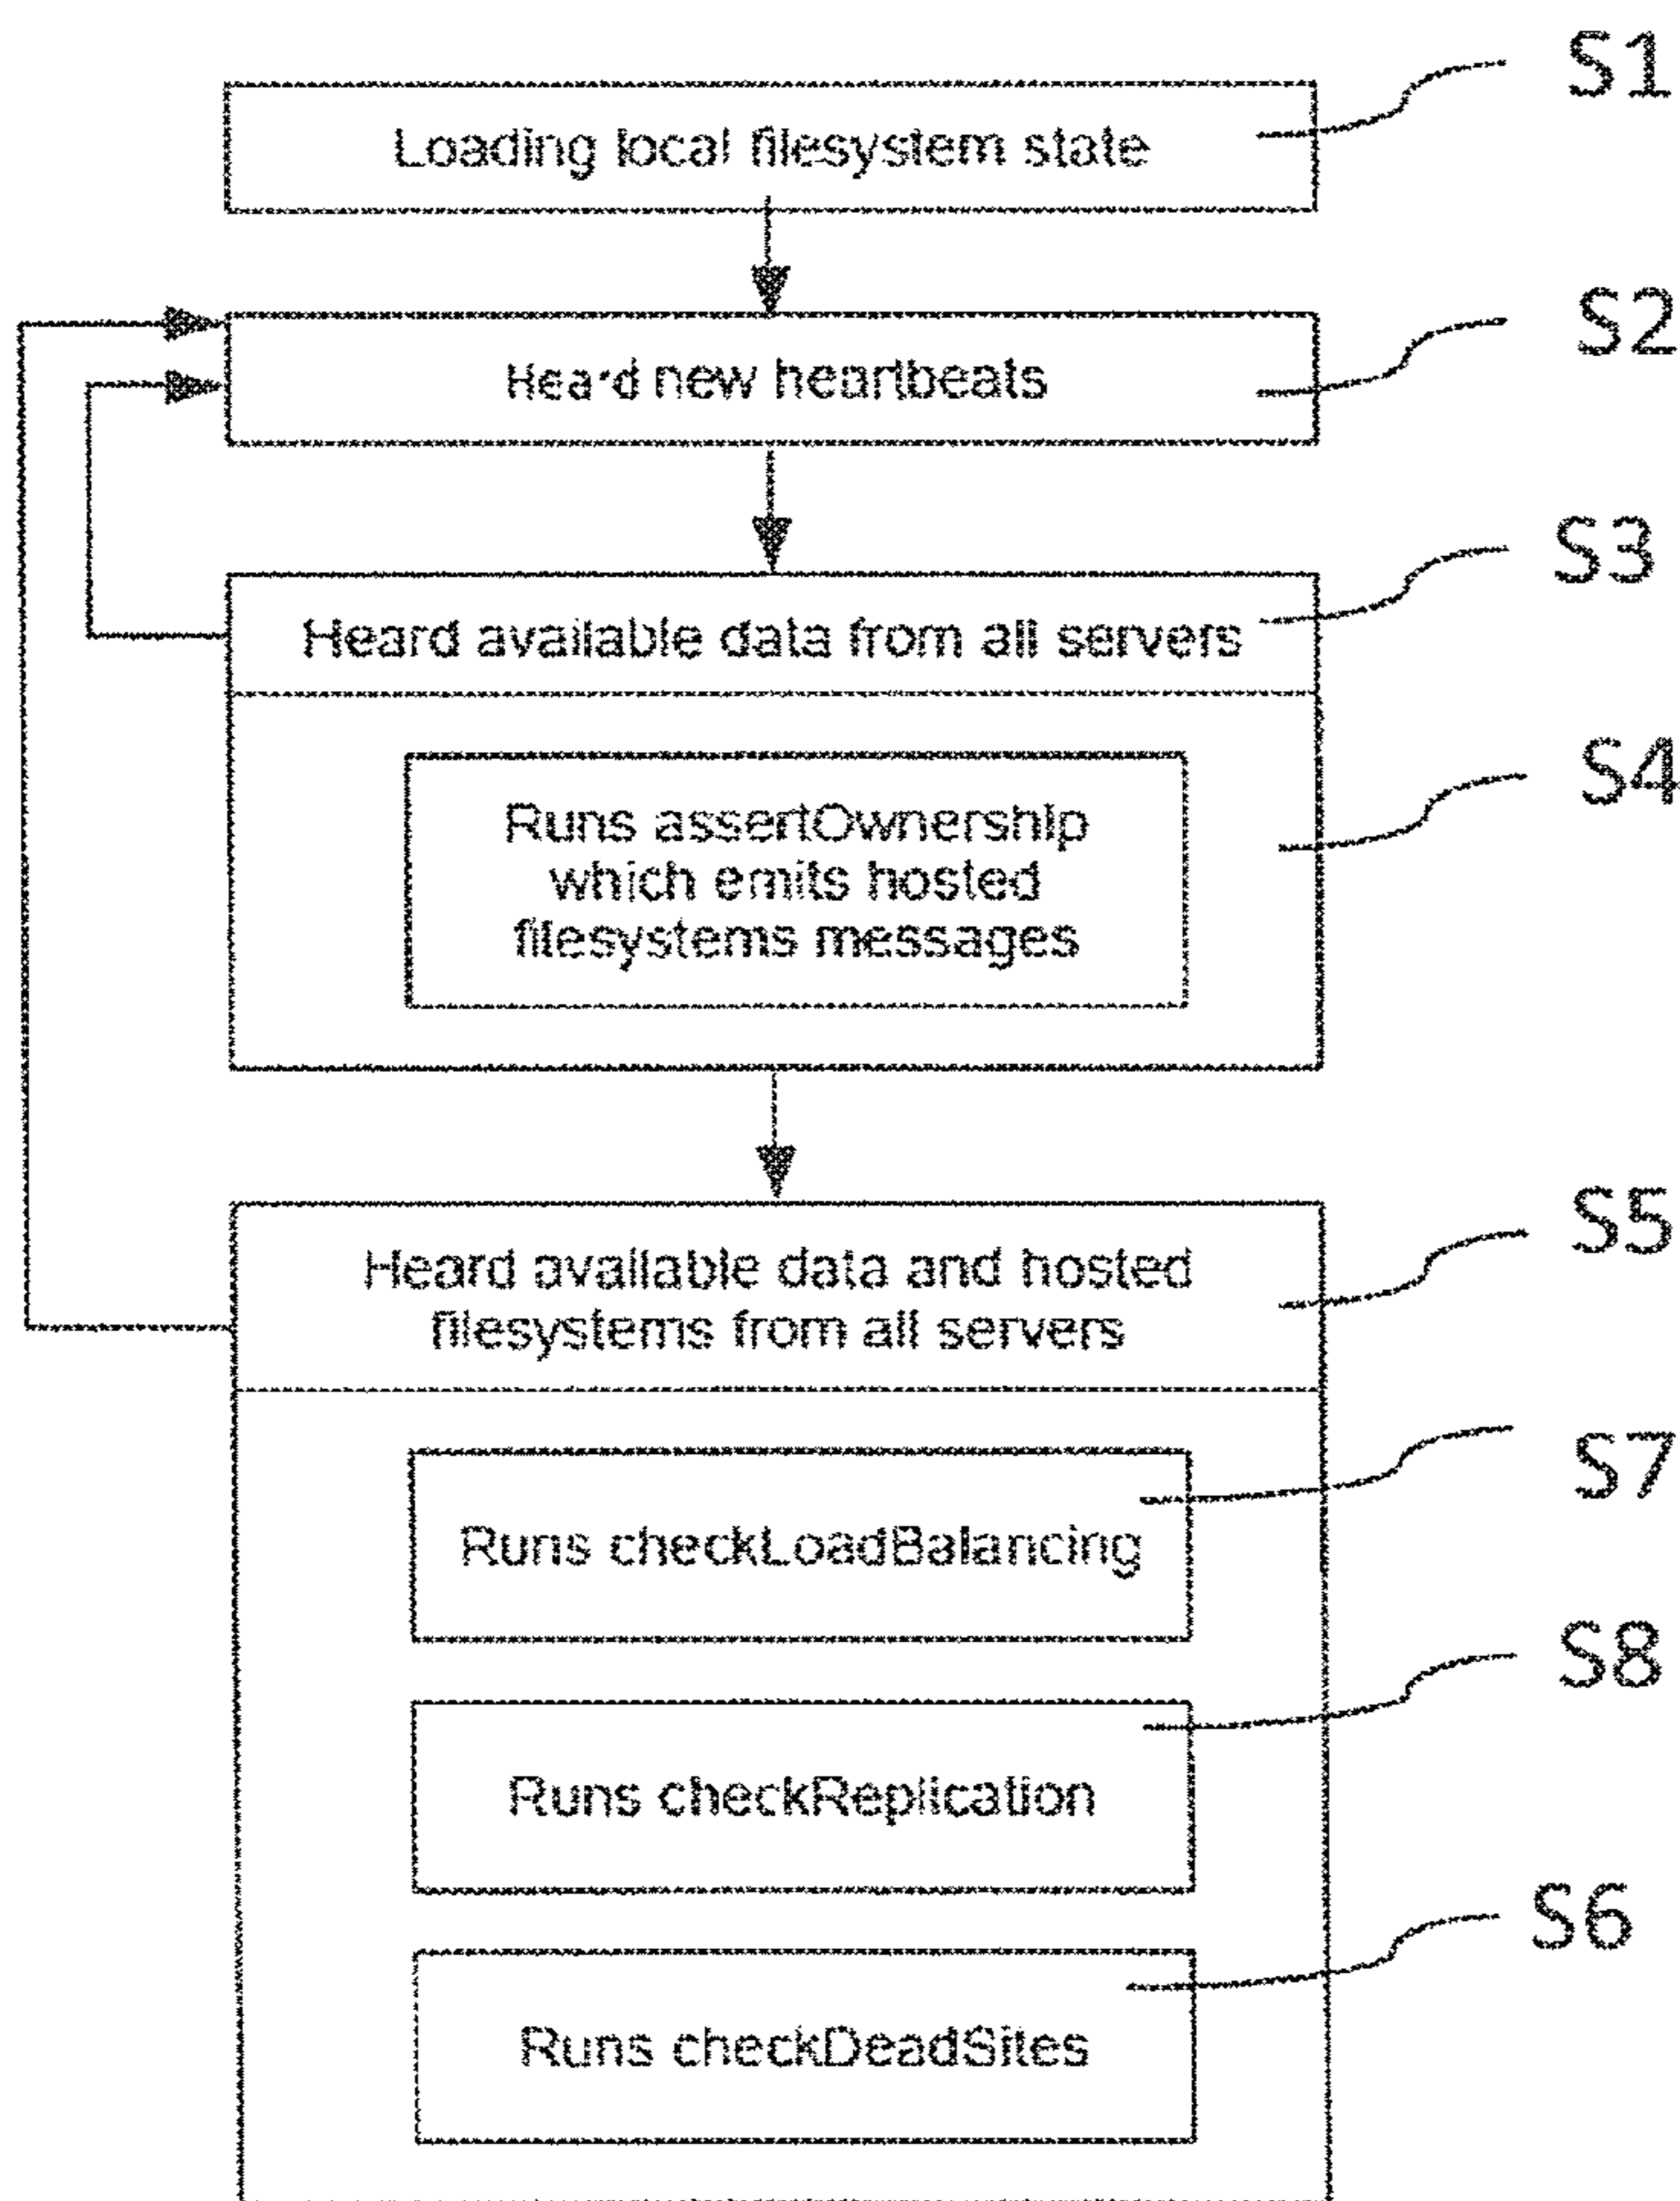 S1
Loading local filesystem state
S2
Heard new heartbeats
S3
Heard available data from all servers
S4
Runs assertOwnership
which emits hosted
filesystems messages
S5
Heard available data and hosted
filesystems from all servers
S7
Runs checkLoadBalancing
S8
Runs checkReplication
S6
Runs checkDeadSites